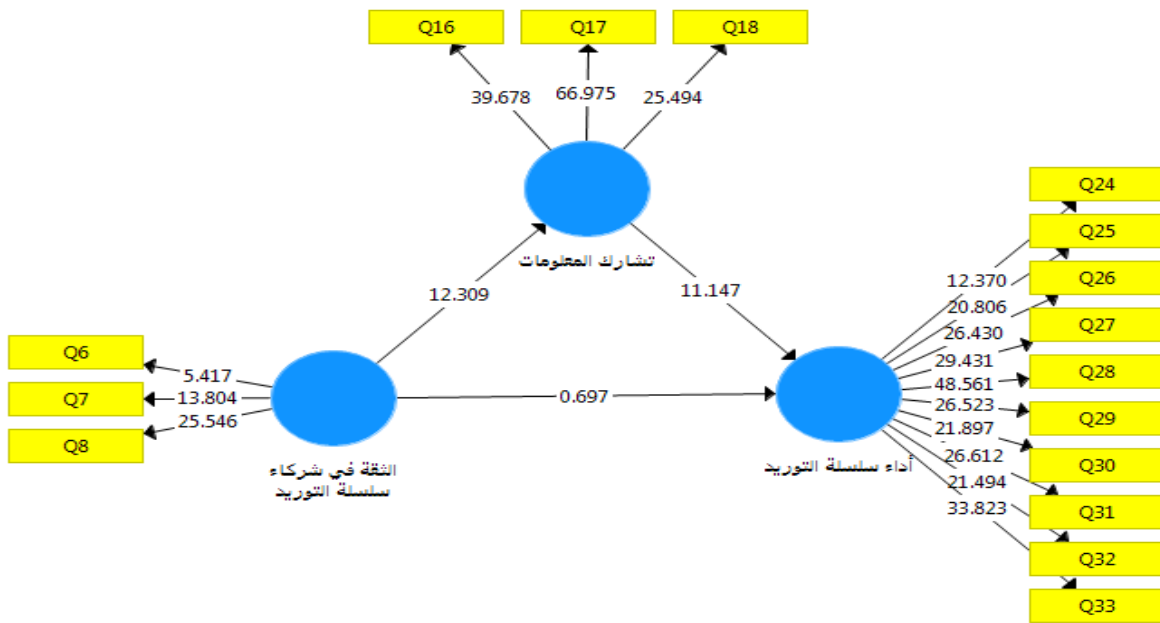 Q16
Q17
Q18
39.678
66.975
25.494
تشارك المعلومات
12.309
11.147
Q6
Q7
Q8
5.417
13.804
25.546
الثقة في شركاء
سلسلة التوريد
0.697
أداء سلسلة التوريد
12.370
20.806
26.430
29.431
48.561
26.523
21.897
26.612
21.494
33.823
Q24
Q25
Q26
Q27
Q28
Q29
Q30
Q31
Q32
Q33